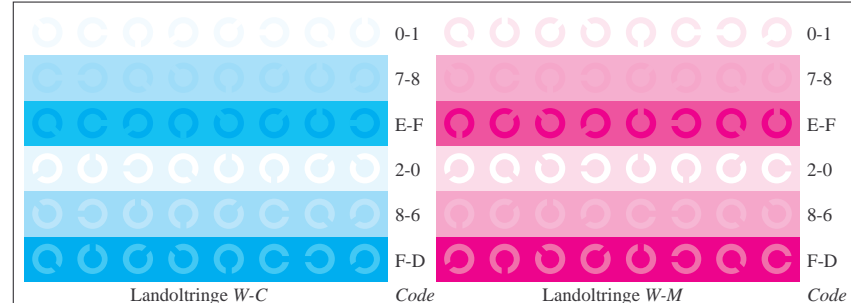 0-1 0-1
7-8 7-8
E-F E-F
2-0 2-0
8-6 8-6
F-D F-D
Landoltringe W-C Code Landoltringe W-M Code